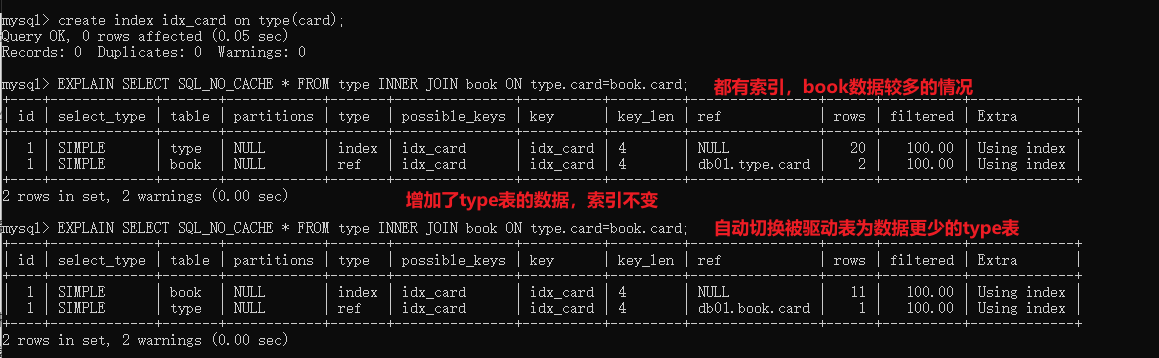 mysql> create index idx_card on type(card);
Query OK, 0 rows affected (0.05 sec)
Records: 0  Duplicates: 0  Warnings: 0
mysql> EXPLAIN SELECT SQL_NO_CACHE * FROM type INNER JOIN book ON type.card=book.card; 都有索引，book数据较多的情况
| id | select_type | table | partitions | type | possible_keys | key | key_len | ref | rows | filtered | Extra |
| 1 | SIMPLE | type | NULL | index | idx_card | idx_card | 4 | NULL | 20 | 100.00 | Using index |
| 1 | SIMPLE | book | NULL | ref | idx_card | idx_card | 4 | db01.type.card | 2 | 100.00 | Using index |
2 rows in set, 2 warnings (0.00 sec)
增加了type表的数据，索引不变
mysql> EXPLAIN SELECT SQL_NO_CACHE * FROM type INNER JOIN book ON type.card=book.card; 自动切换被驱动表为数据更少的type表
| id | select_type | table | partitions | type | possible_keys | key | key_len | ref | rows | filtered | Extra |
| 1 | SIMPLE | book | NULL | index | idx_card | idx_card | 4 | NULL | 11 | 100.00 | Using index |
| 1 | SIMPLE | type | NULL | ref | idx_card | idx_card | 4 | db01.book.card | 1 | 100.00 | Using index |
2 rows in set, 2 warnings (0.00 sec)